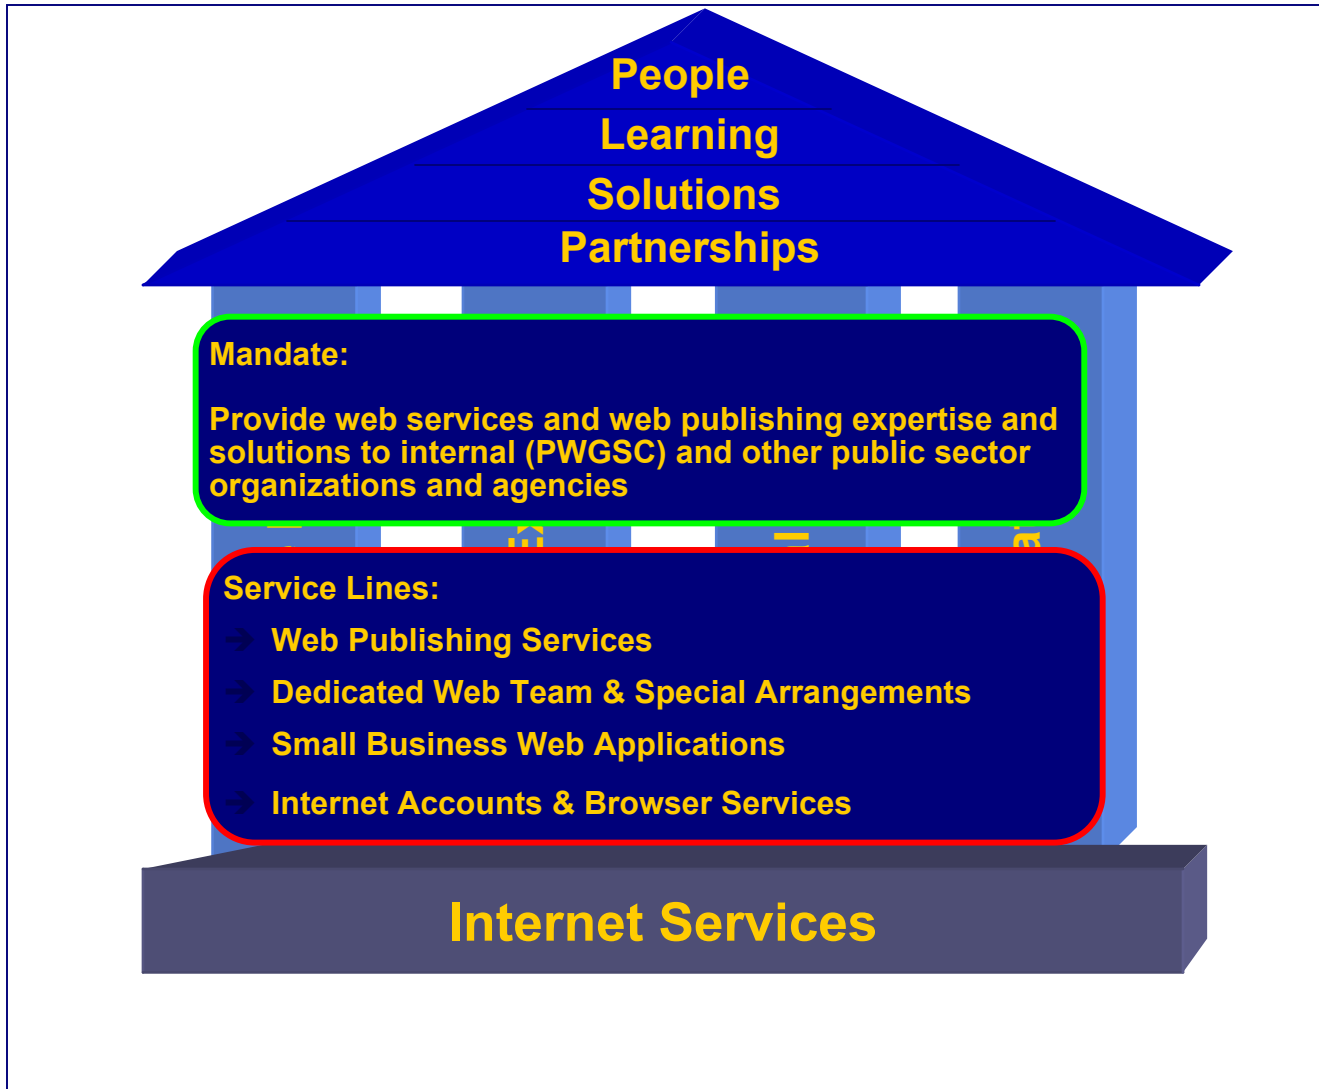 People
Learning
Solutions
Partnerships
Mandate:
Provide web services and web publishing expertise and
solutions to internal (PWGSC) and other public sector
organizations and agencies
Service Lines:
➔ Web Publishing Services
➔ Dedicated Web Team & Special Arrangements
➔ Small Business Web Applications
➔ Internet Accounts & Browser Services
Internet Services